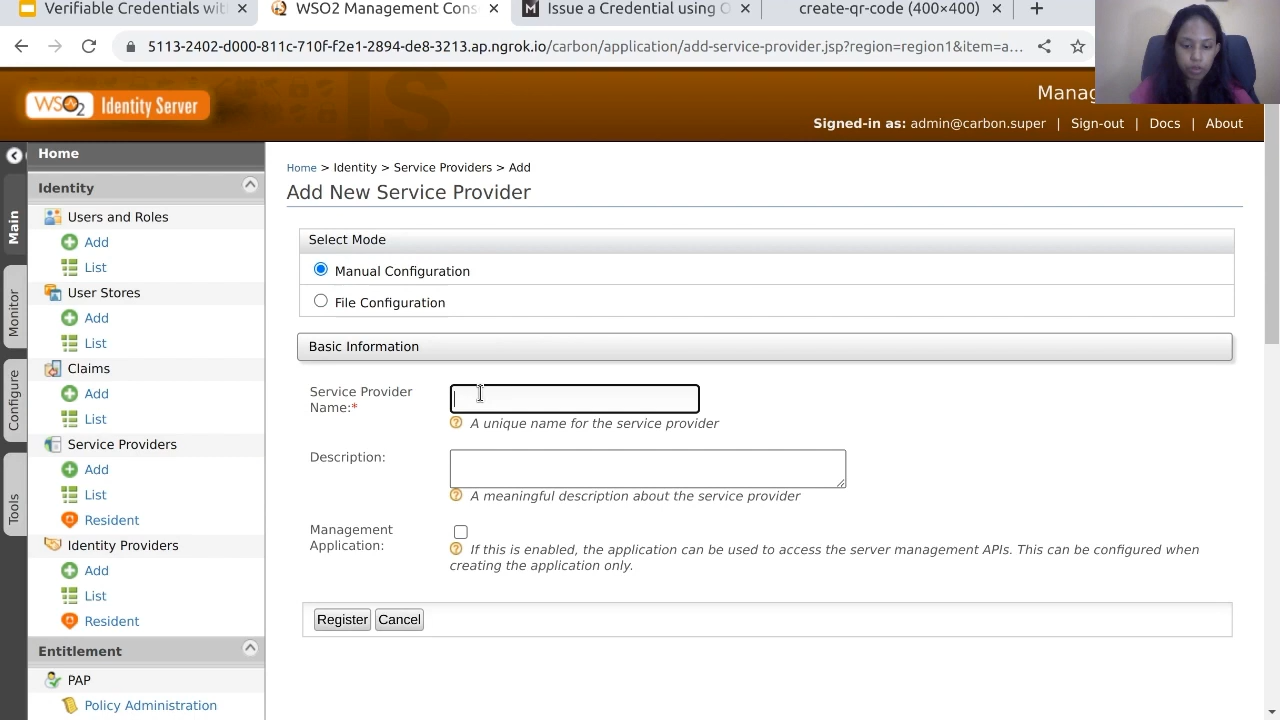 Verifiable Credentials wit
WSO2 Management Cons
Issue a Credential using O
create-qr-code (400×400)
5113-2402-d000-811c-710f-f2e1-2894-de8-3213.ap.ngrok.io/carbon/application/add-service-provider.jsp?region=region1&item=a...
WSO2 Identity Server
Manag
Signed-in as: admin@carbon.super | Sign-out | Docs | About
Main
Monitor
Configure
Tools
Home
Identity
Users and Roles
Add
List
User Stores
Add
List
Claims
Add
List
Service Providers
Add
List
Resident
Identity Providers
Add
List
Resident
Entitlement
PAP
Policy Administration
Home > Identity > Service Providers > Add
Add New Service Provider
Select Mode
Manual Configuration
File Configuration
Basic Information
Service Provider
Name:*
A unique name for the service provider
Description:
A meaningful description about the service provider
Management
Application:
If this is enabled, the application can be used to access the server management APIs. This can be configured when
creating the application only.
Register Cancel